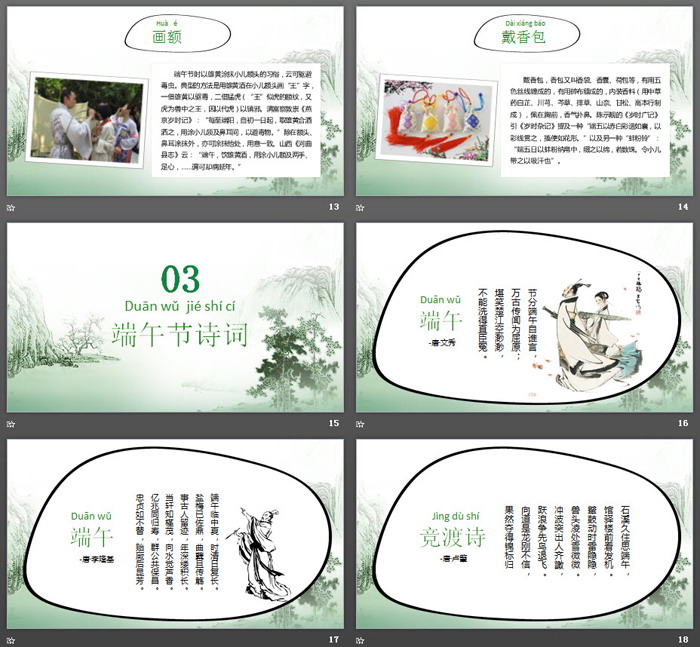 Huà é
画额
端午节时以雄黄涂抹小儿额头的习俗，云可驱避
毒虫。典型的方法是用雄黄酒在小儿额头画“王”字，
一借雄黄以驱毒，二借猛虎（“王”似虎的额纹，又
虎为兽中之王，因以代虎）以镇邪。清富察敦崇《燕
京岁时记》：“每至端阳，自初一日起，取雄黄合酒
洒之，用涂小儿额及鼻耳间，以避毒物。”除在额头、
鼻耳涂抹外，亦可涂抹他处，用意一致。山西《河曲
县志》云：“端午，饮雄黄酒，用涂小儿额及两手、
足心，……谓可却病延年。”
13
Dài xiāng bāo
戴香包
戴香包，香包又叫香袋、香囊、荷包等，有用五
色丝线缠成的，有用碎布缝成的，内装香料（用中草
药白芷、川芎、芩草、排草、山奈、甘松、高本行制
成），佩在胸前，香气扑鼻。陈示靓的《岁时广记》
引《岁时杂记》提及一种“端五以赤白彩造如囊，以
彩线贯之，搐使如花形。”以及另一种“蚌粉铃”：
“端五日以蚌粉纳帛中，缀之以绵，若数珠。令小儿
带之以吸汗也”。
14
03
Duān wǔ jié shí cí
端午节诗词
15
Duān wǔ
端午
-唐·文秀
节分端午自谁言，
万古传闻为屈原；
堪笑楚江空渺渺，
不能洗得直臣冤。
16
Duān wǔ
端午
-唐·李隆基
端午临中夏，时清日复长。
盐梅已佐鼎，曲糵且传觞。
事古人留迹，年深缕积长。
当轩知槿茂，向水觉芦香。
亿兆同归寿，群公共保昌。
忠贞如不替，贻厥后昆芳。
17
Jìng dù shí
竞渡诗
-唐·卢肇
石溪久住思端午，
馆驿楼前看发机。
鼙鼓动时雷隐隐，
兽头凌处雪微微。
冲波突出人齐譀，
跃浪争先鸟退飞。
向道是龙刚不信，
果然夺得锦标归
18